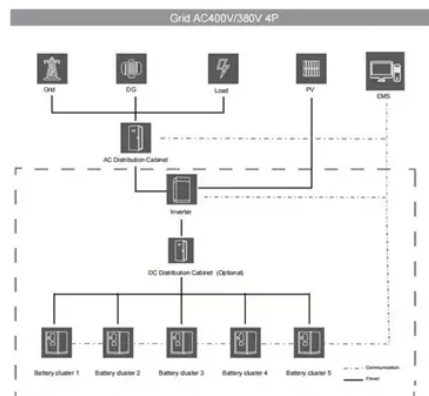 Grid AC400V/380V 4P
Grid
DG
Load
PV
EMS
AC Distribution Cabinet
Inverter
DC Distribution Cabinet (Optional)
Battery cluster 1
Battery cluster 2
Battery cluster 3
Battery cluster 4
Battery cluster 5
Communication
Power